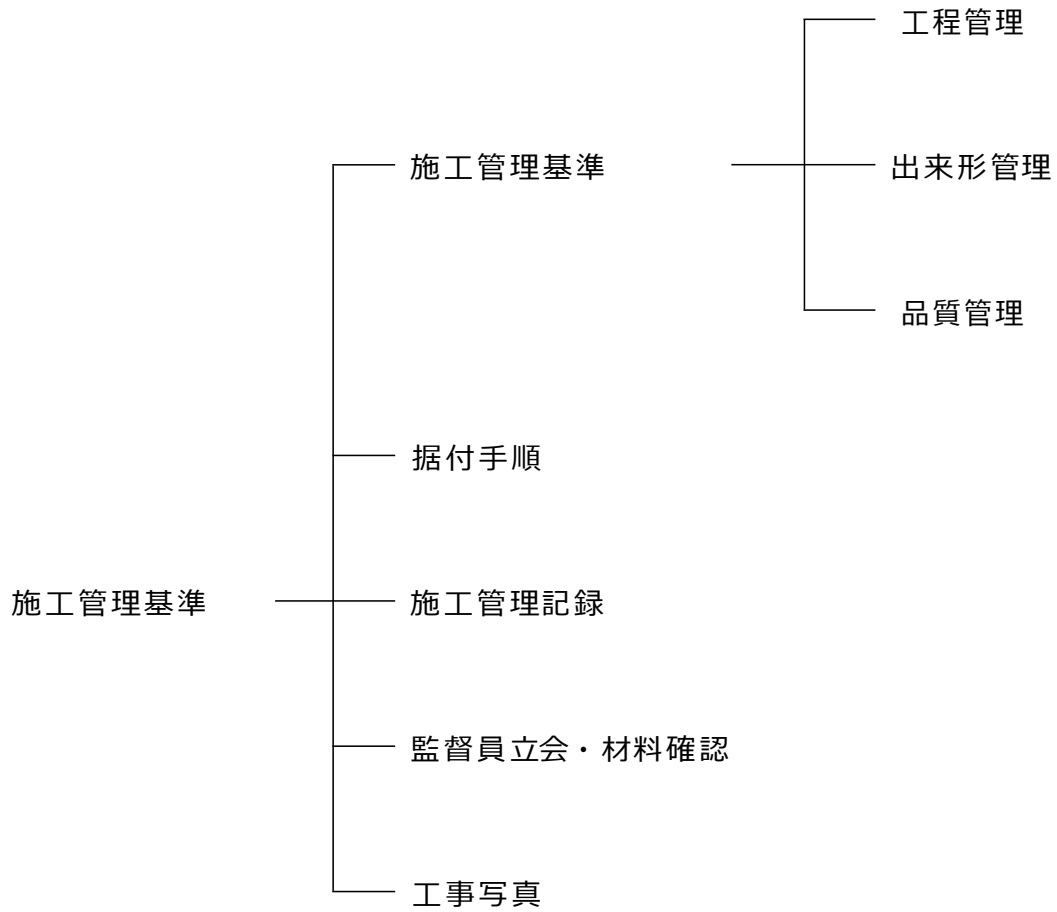 工程管理
施工管理基準
出来形管理
品質管理
据付手順
施工管理基準
施工管理記録
監督員立会・材料確認
工事写真